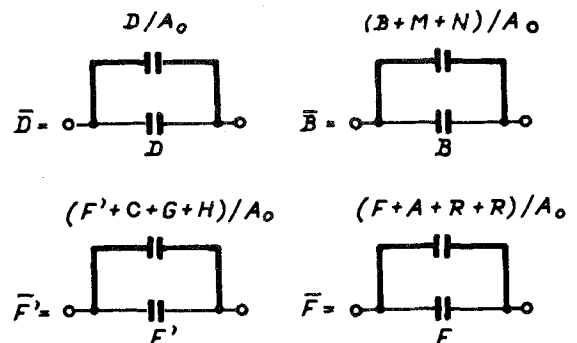 D/A₀
(B+M+N)/A₀
D̅=
D
B̅=
B
(F'+C+G+H)/A₀
(F+A+R+R)/A₀
F̅'=
F'
F̅=
F